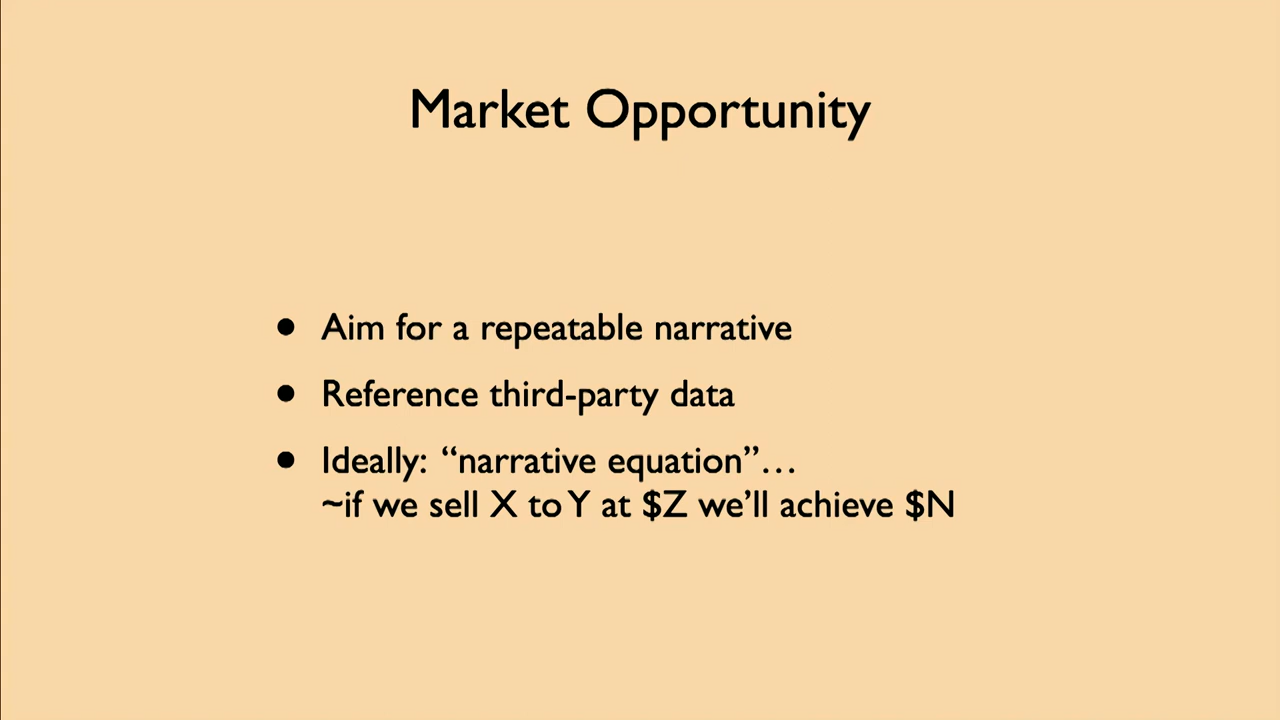 Market Opportunity
• Aim for a repeatable narrative
• Reference third-party data
• Ideally: “narrative equation”…
~if we sell X to Y at $Z we’ll achieve $N